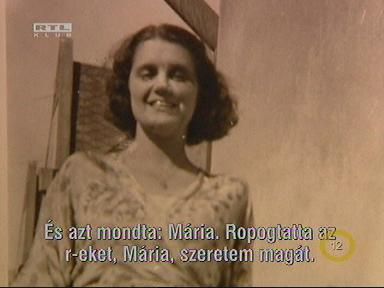 RTL
KLUB
És azt mondta: Mária. Ropogtatta az
r-eket, Mária, szeretem magát.
12